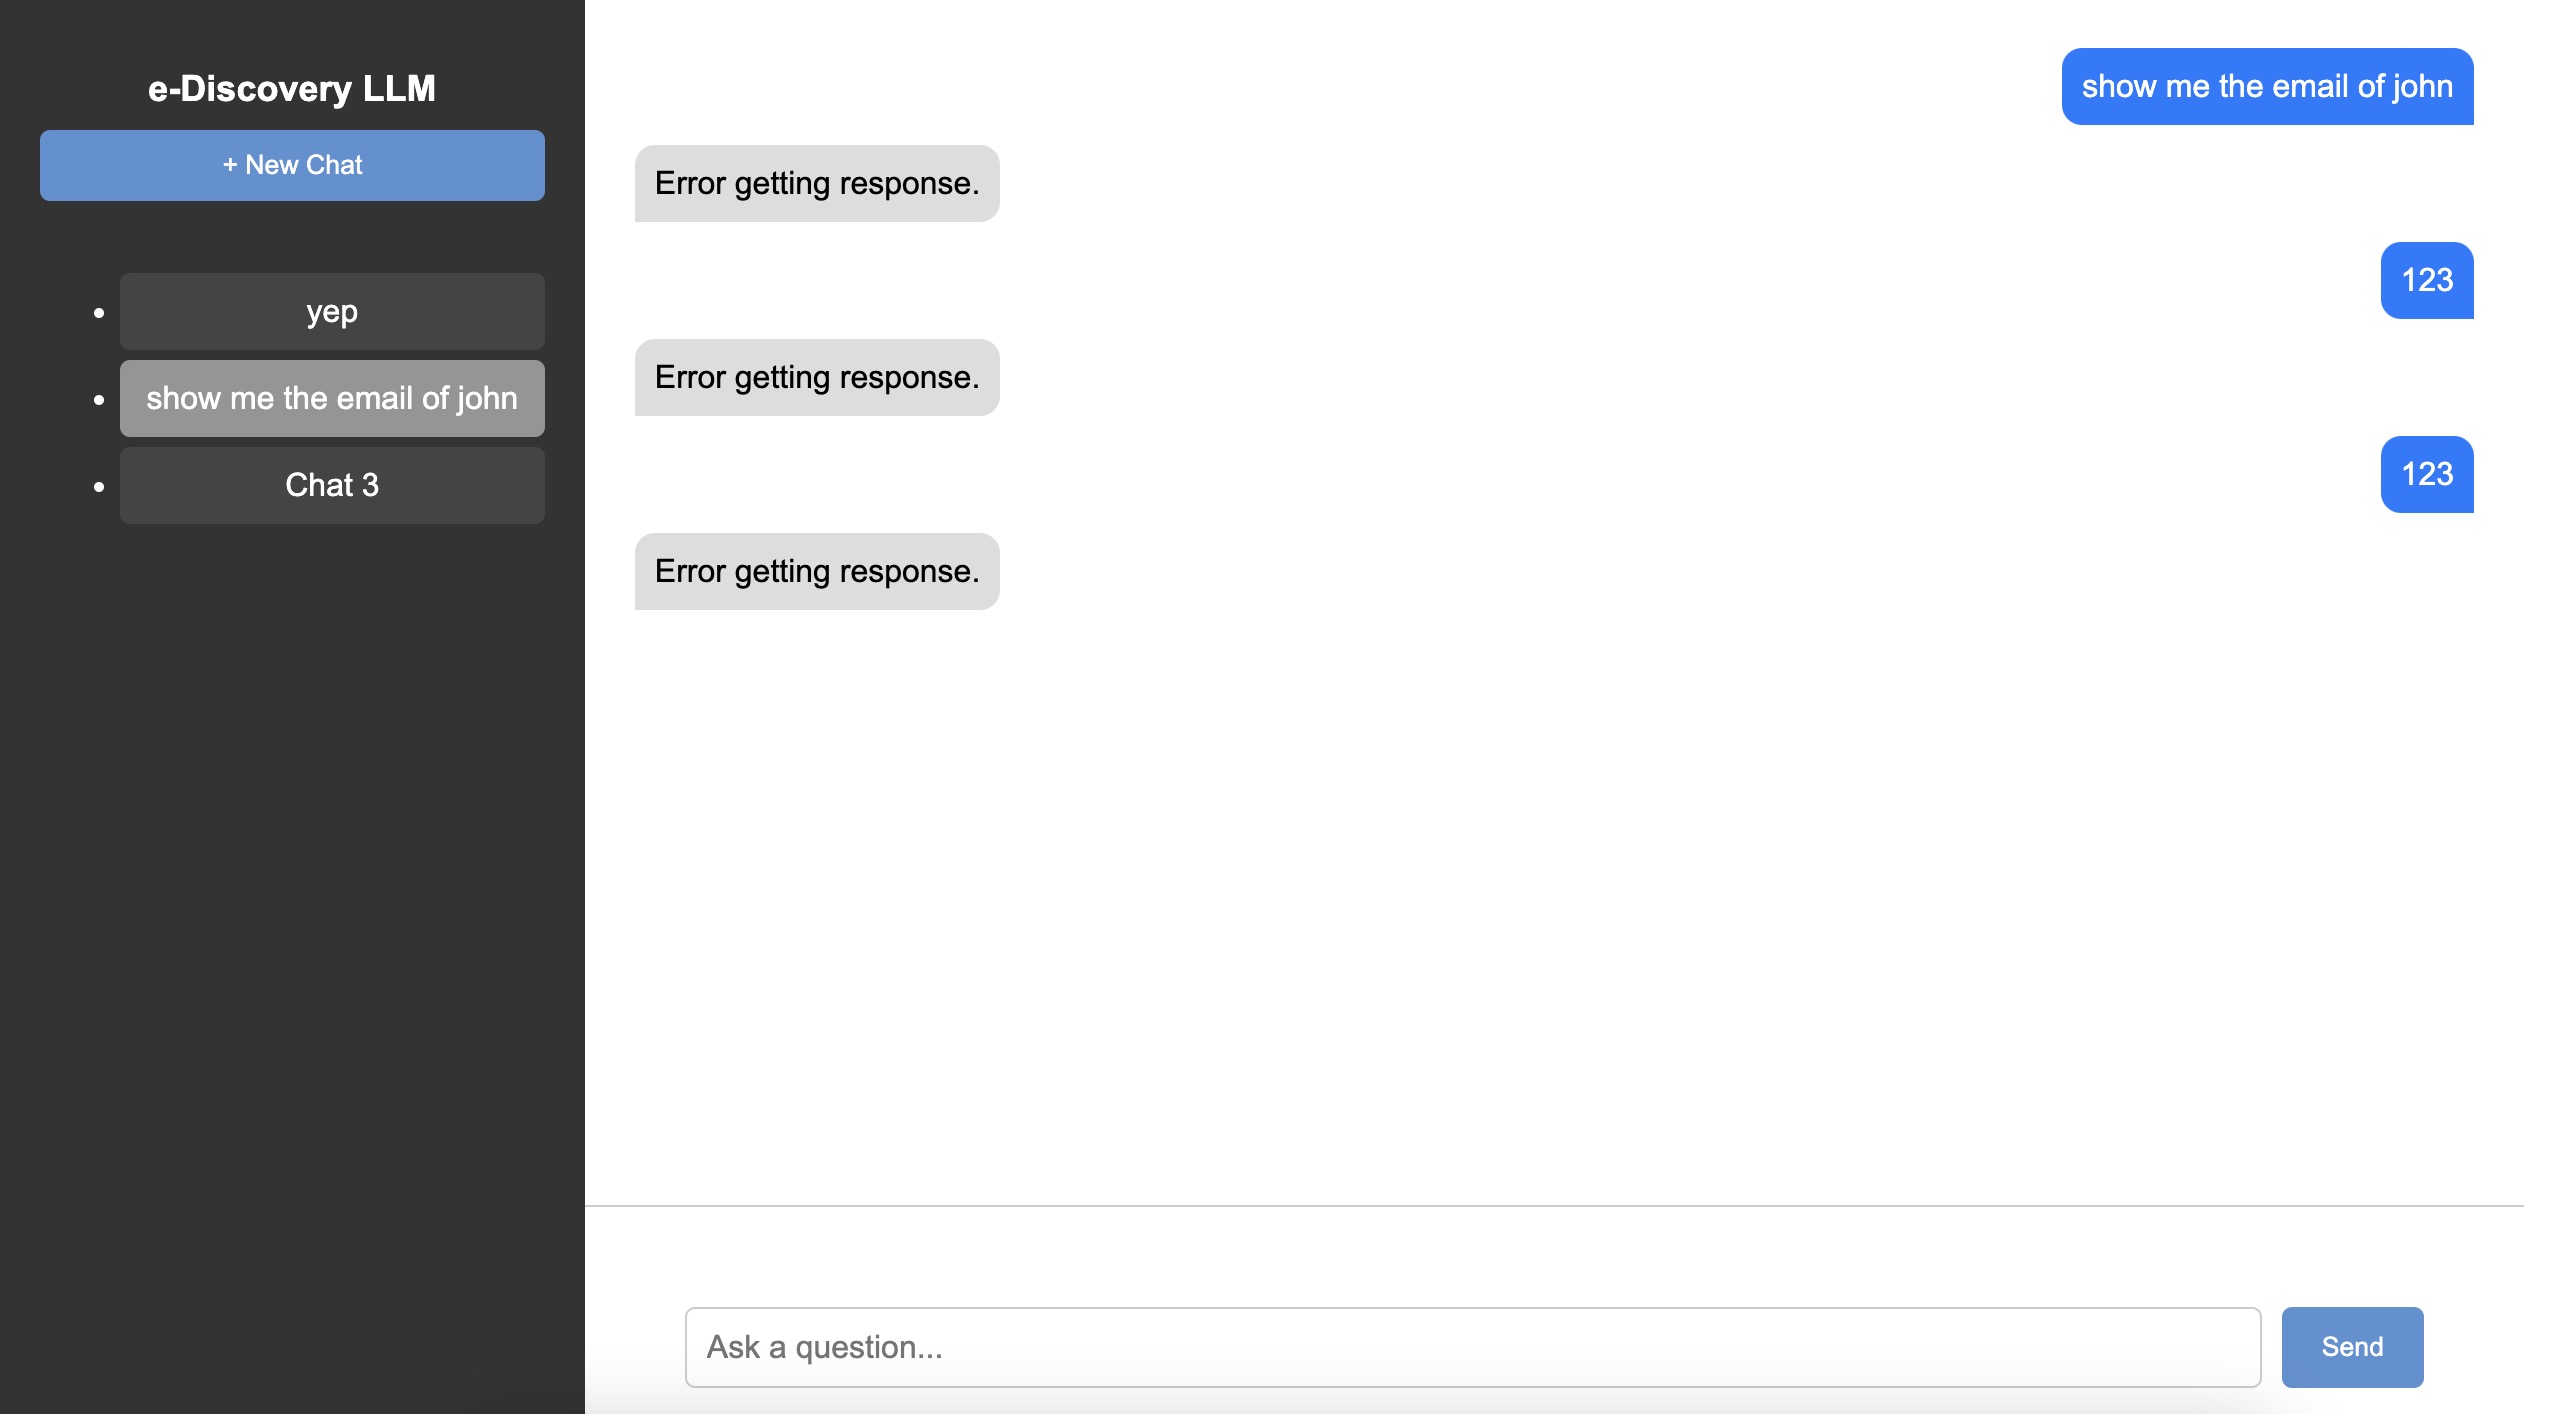 e-Discovery LLM
+ New Chat
yep
show me the email of john
Chat 3
show me the email of john
Error getting response.
123
Error getting response.
123
Error getting response.
Ask a question...
Send